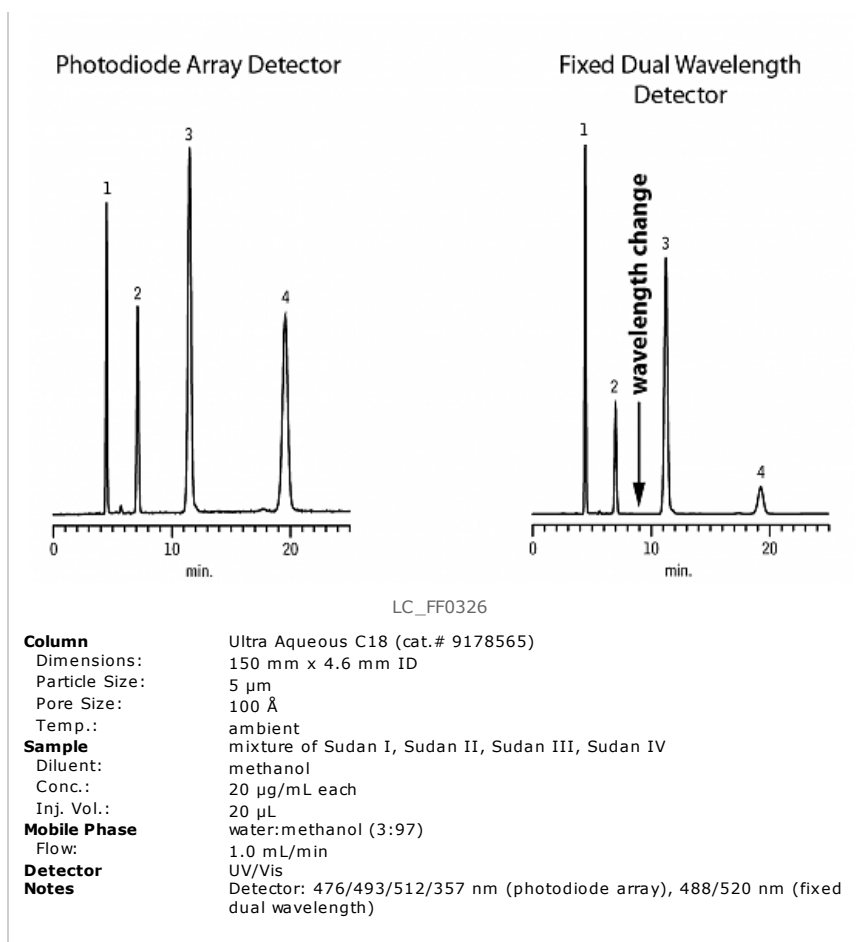 Photodiode Array Detector
1
2
3
4
0 10 20
min.
Fixed Dual Wavelength
Detector
1
2
wavelength change
3
4
0 10 20
min.
LC_FF0326
Column Ultra Aqueous C18 (cat.# 9178565)
Dimensions: 150 mm x 4.6 mm ID
Particle Size: 5 µm
Pore Size: 100 Å
Temp.: ambient
Sample mixture of Sudan I, Sudan II, Sudan III, Sudan IV
Diluent: methanol
Conc.: 20 µg/mL each
Inj. Vol.: 20 µL
Mobile Phase water:methanol (3:97)
Flow: 1.0 mL/min
Detector UV/Vis
Notes Detector: 476/493/512/357 nm (photodiode array), 488/520 nm (fixed
dual wavelength)